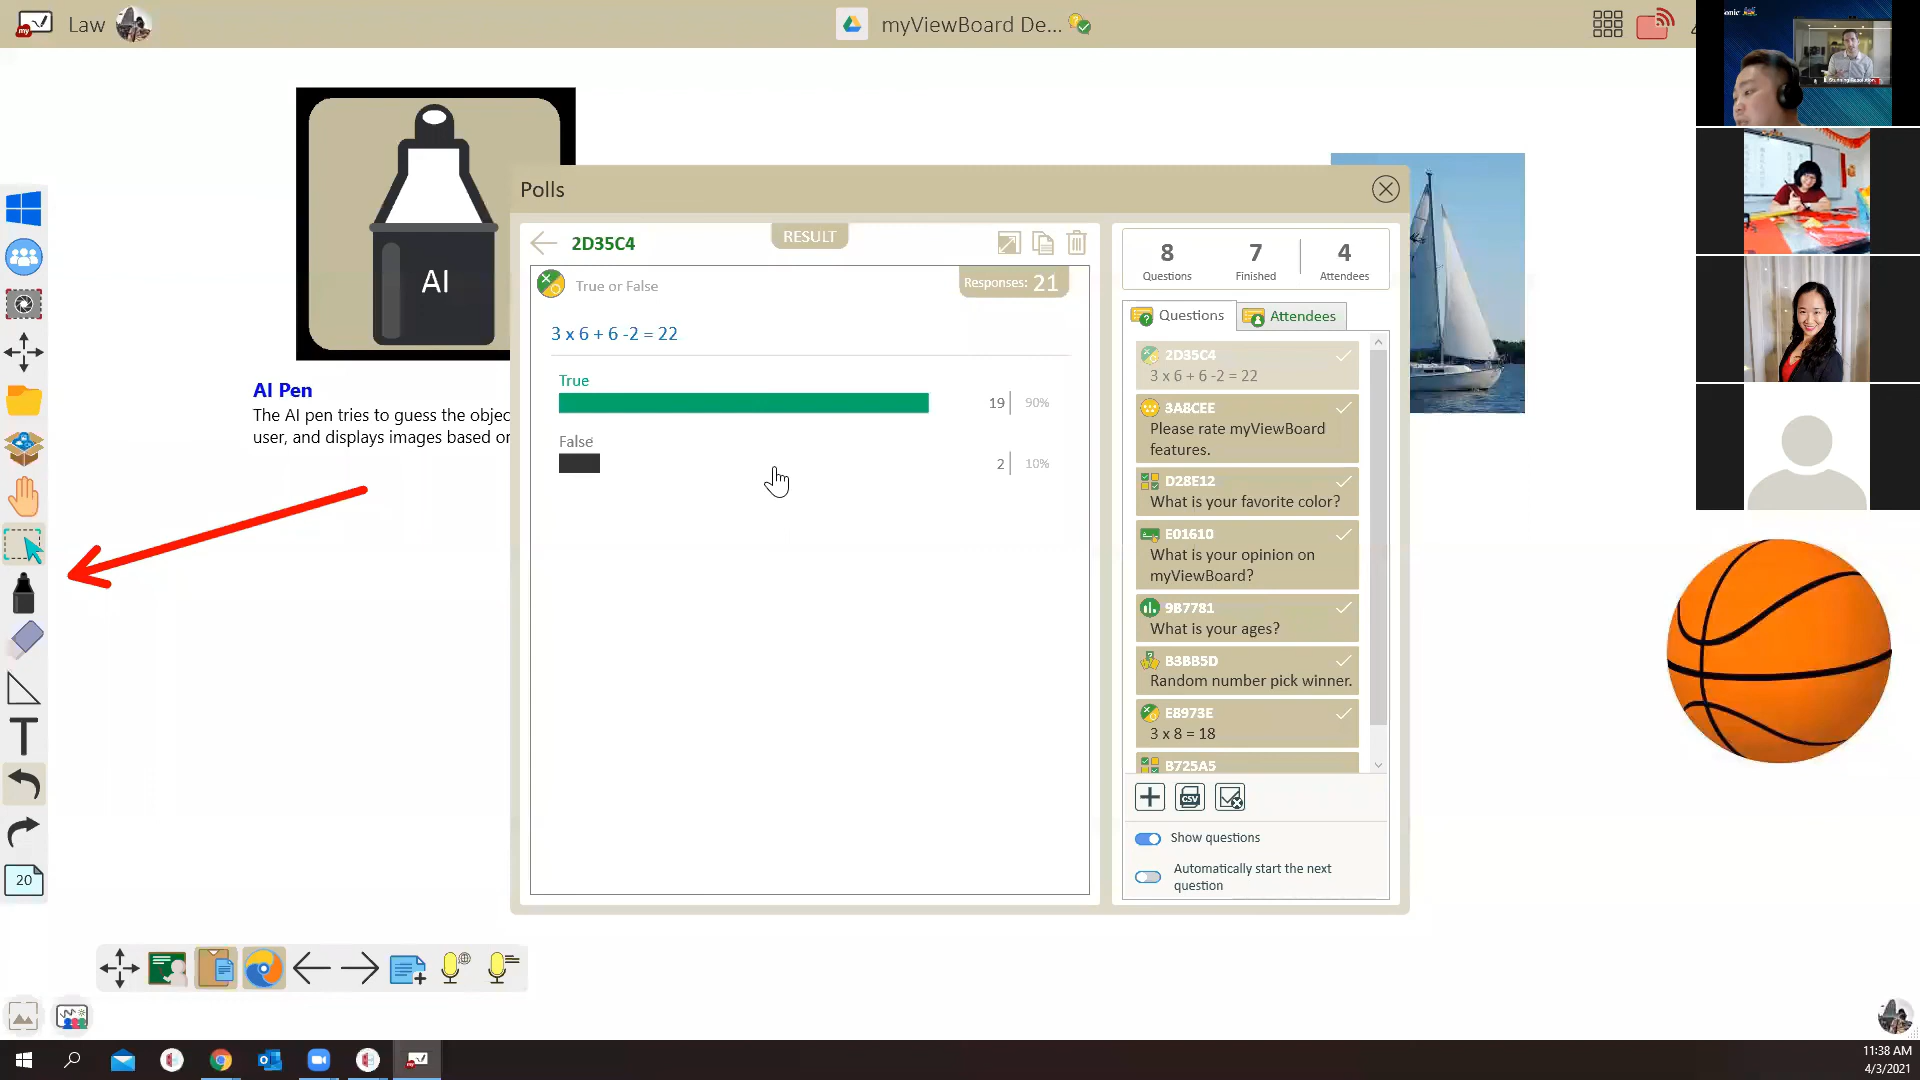 my
Law
myViewBoard De...
AI
AI Pen
The AI pen tries to guess the objec
user, and displays images based on
Polls
2D35C4
RESULT
True or False
Responses: 21
3 x 6 + 6 -2 = 22
True
19
90%
False
2
10%
8
7
4
Questions
Finished
Attendees
Questions
Attendees
2D35C4
3 x 6 + 6 -2 = 22
3A8CEE
Please rate myViewBoard
features.
D28E12
What is your favorite color?
E01610
What is your opinion on
myViewBoard?
9B7781
What is your ages?
B3BB5D
Random number pick winner.
EB973E
3 x 8 = 18
B725A5
CSV
Show questions
Automatically start the next
question
T
20
11:38 AM
4/3/2021